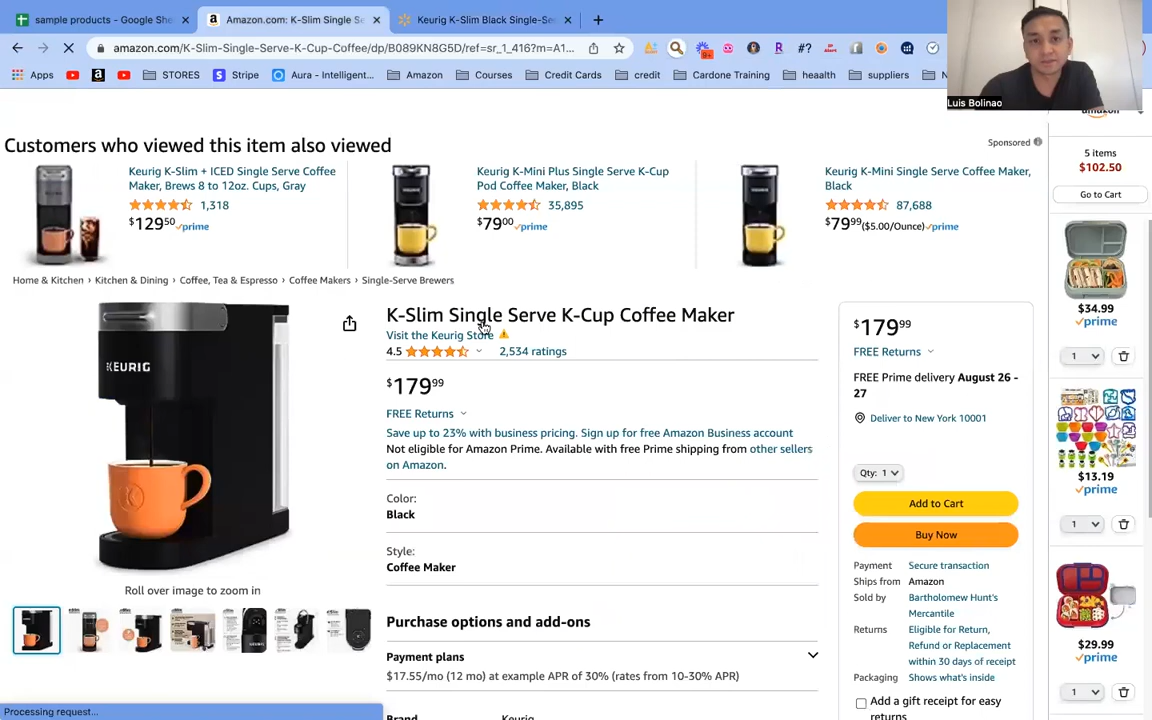 sample products - Google She
Amazon.com: K-Slim Single Se
Keurig K-Slim Black Single-Se
amazon.com/K-Slim-Single-Serve-K-Cup-Coffee/dp/B089KN8G5D/ref=sr_1_416?m=A1...
9+
R
#?
Apps
STORES
Stripe
Aura - Intelligent...
Amazon
Courses
Credit Cards
credit
Cardone Training
heaalth
suppliers
Luis Bolinao
amazon
Customers who viewed this item also viewed
Sponsored
Keurig K-Slim + ICED Single Serve Coffee
Maker, Brews 8 to 12oz. Cups, Gray
1,318
$129.50 prime
Keurig K-Mini Plus Single Serve K-Cup
Pod Coffee Maker, Black
35,895
$79.00 prime
Keurig K-Mini Single Serve Coffee Maker,
Black
87,688
$79.99 ($5.00/Ounce) prime
5 items
$102.50
Go to Cart
Home & Kitchen › Kitchen & Dining › Coffee, Tea & Espresso › Coffee Makers › Single-Serve Brewers
KEURIG
K-Slim Single Serve K-Cup Coffee Maker
Visit the Keurig Store
4.5
2,534 ratings
$179.99
FREE Returns
Save up to 23% with business pricing. Sign up for free Amazon Business account
Not eligible for Amazon Prime. Available with free Prime shipping from other sellers
on Amazon.
Color:
Black
Style:
Coffee Maker
Roll over image to zoom in
Purchase options and add-ons
Payment plans
$17.55/mo (12 mo) at example APR of 30% (rates from 10-30% APR)
Brand
Keurig
$179.99
FREE Returns
FREE Prime delivery August 26 -
27
Deliver to New York 10001
Qty: 1
Add to Cart
Buy Now
Payment Secure transaction
Ships from Amazon
Sold by Bartholomew Hunt's
Mercantile
Returns Eligible for Return,
Refund or Replacement
within 30 days of receipt
Packaging Shows what's inside
Add a gift receipt for easy
returns
$34.99
prime
1
$13.19
prime
1
$29.99
prime
1
Processing request...